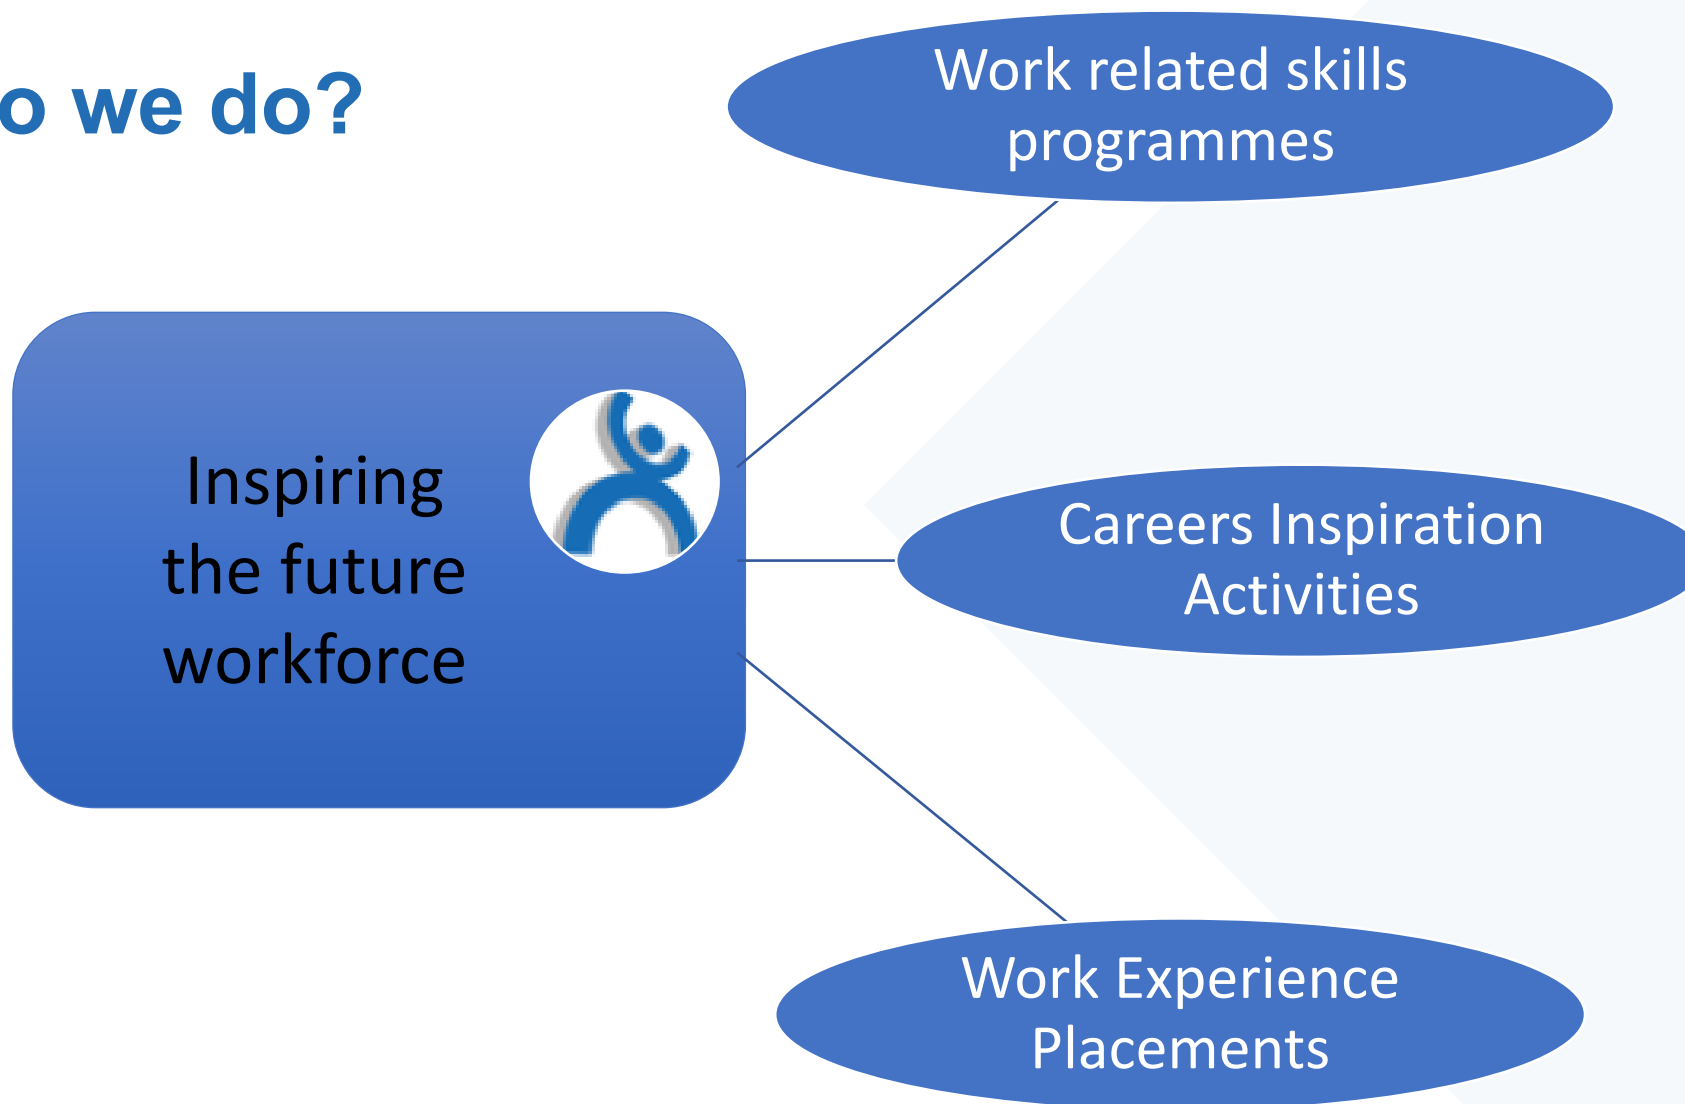 o we do?
Work related skills
programmes
Inspiring
the future
workforce
Careers Inspiration
Activities
Work Experience
Placements